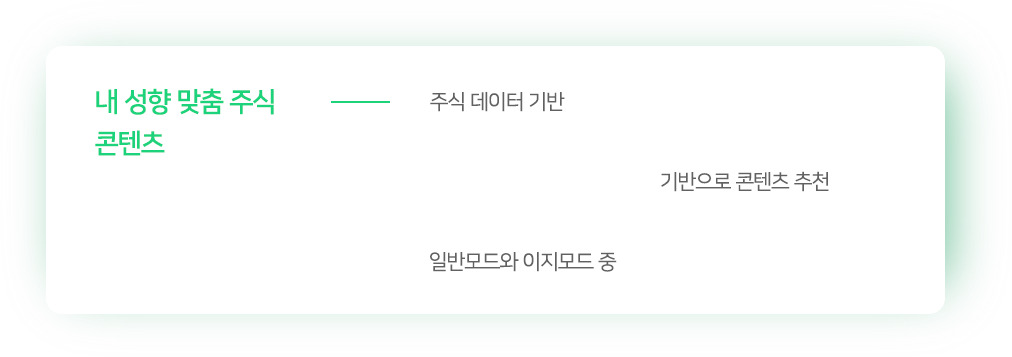 내 성향 맞춤 주식
콘텐츠
주식 데이터 기반
기반으로 콘텐츠 추천
일반모드와 이지모드 중